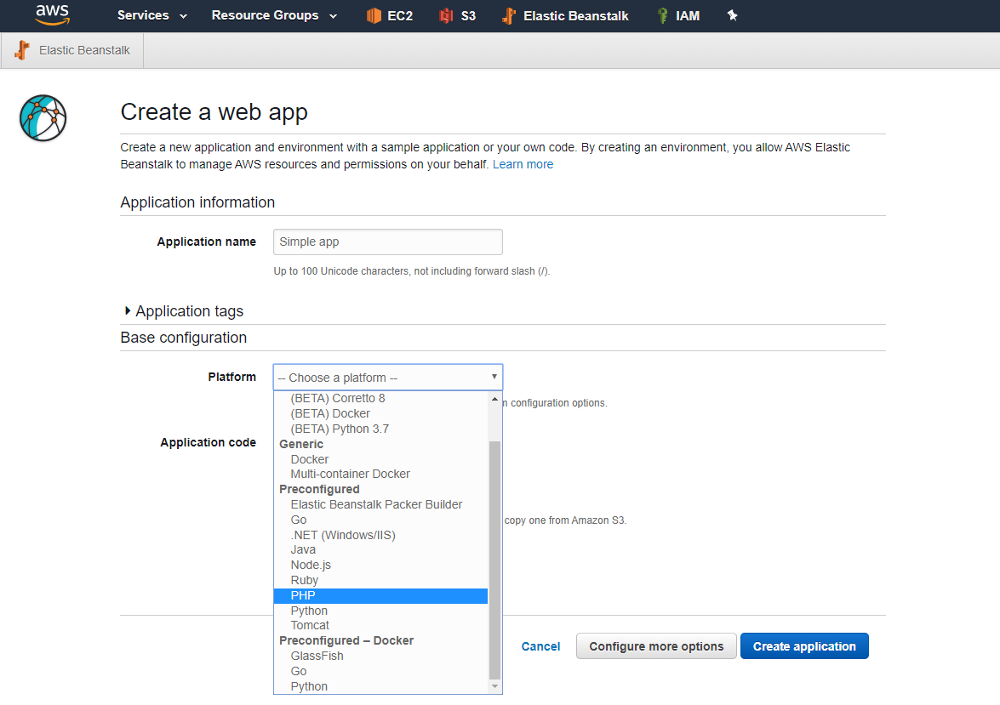 aws Services Resource Groups EC2 S3 Elastic Beanstalk IAM
Elastic Beanstalk
Create a web app
Create a new application and environment with a sample application or your own code. By creating an environment, you allow AWS Elastic
Beanstalk to manage AWS resources and permissions on your behalf. Learn more
Application information
Application name Simple app
Up to 100 Unicode characters, not including forward slash (/).
Application tags
Base configuration
Platform -- Choose a platform --
(BETA) Corretto 8
configuration options.
(BETA) Docker
(BETA) Python 3.7
Application code
Generic
Docker
Multi-container Docker
Preconfigured
Elastic Beanstalk Packer Builder
Go
copy one from Amazon S3.
.NET (Windows/IIS)
Java
Node.js
Ruby
PHP
Python
Tomcat
Preconfigured – Docker
GlassFish
Go
Python
Cancel Configure more options Create application